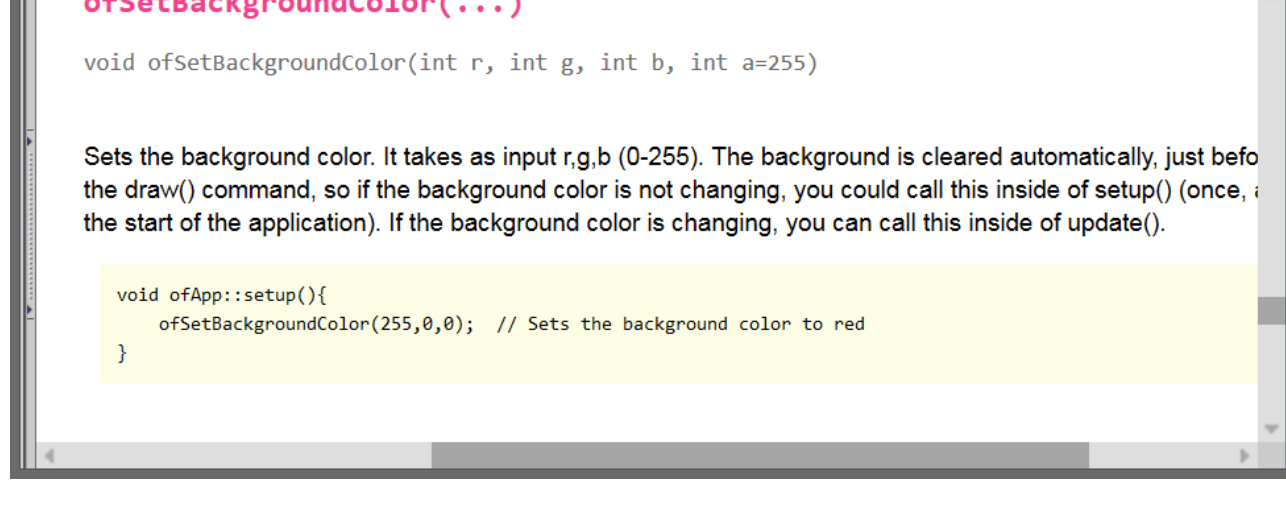 ofSetBackgroundColor(...)
void ofSetBackgroundColor(int r, int g, int b, int a=255)
Sets the background color. It takes as input r,g,b (0-255). The background is cleared automatically, just befo
the draw() command, so if the background color is not changing, you could call this inside of setup() (once,
the start of the application). If the background color is changing, you can call this inside of update().
void ofApp::setup(){
    ofSetBackgroundColor(255,0,0);  // Sets the background color to red
}